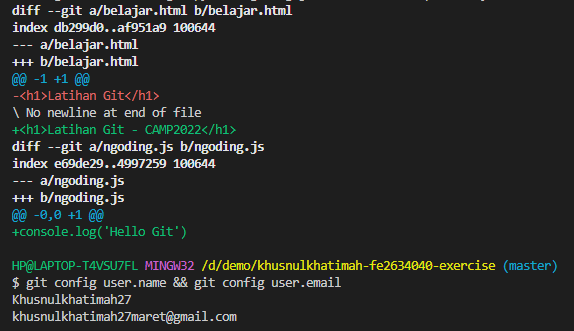 diff --git a/belajar.html b/belajar.html
index db299d0..af951a9 100644
--- a/belajar.html
+++ b/belajar.html
@@ -1 +1 @@
-<h1>Latihan Git</h1>
\ No newline at end of file
+<h1>Latihan Git - CAMP2022</h1>
diff --git a/ngoding.js b/ngoding.js
index e69de29..4997259 100644
--- a/ngoding.js
+++ b/ngoding.js
@@ -0,0 +1 @@
+console.log('Hello Git')
HP@LAPTOP-T4VSU7FL MINGW32 /d/demo/khusnulkhatimah-fe2634040-exercise (master)
$ git config user.name && git config user.email
Khusnulkhatimah27
khusnulkhatimah27maret@gmail.com